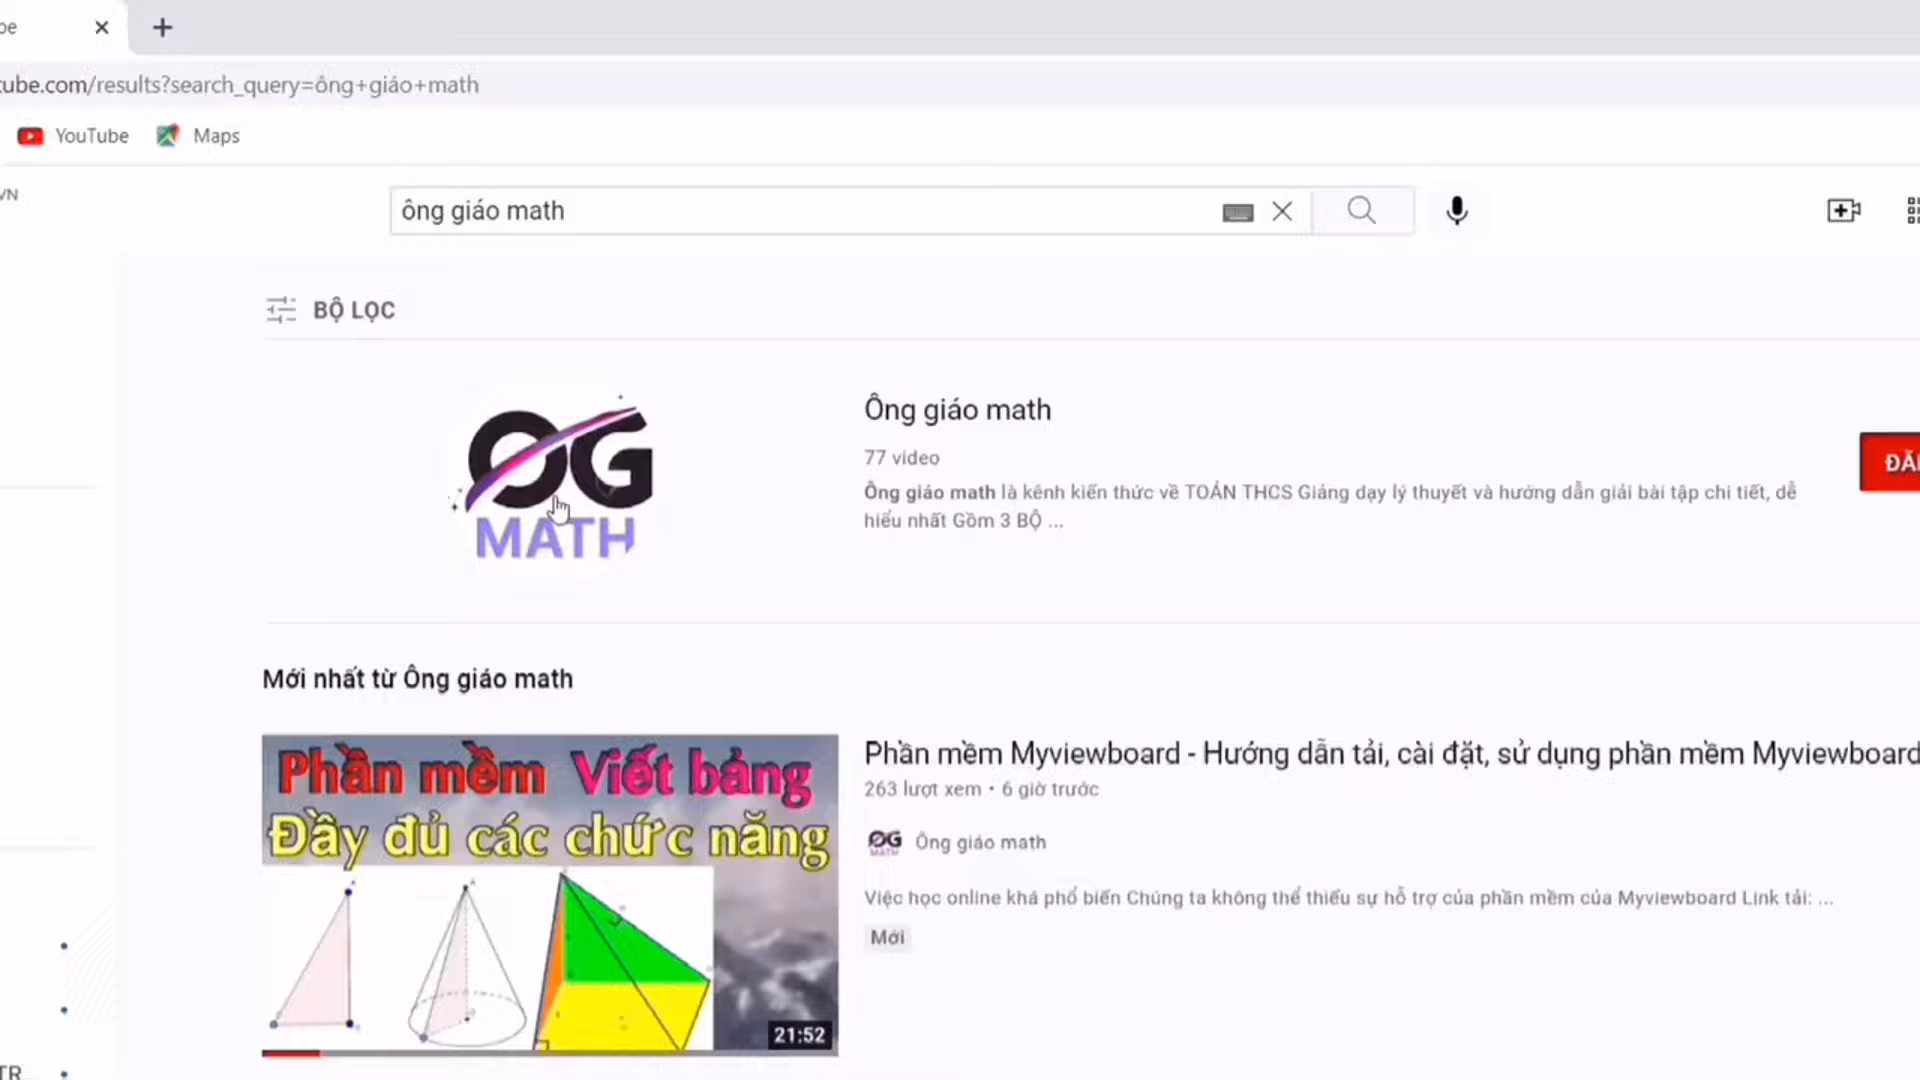 be
tube.com/results?search_query=ông+giáo+math
YouTube
Maps
VN
ông giáo math
BỘ LỌC
OG
MATH
Ông giáo math
77 video
Ông giáo math là kênh kiến thức về TOÁN THCS Giảng dạy lý thuyết và hướng dẫn giải bài tập chi tiết, dễ
hiểu nhất Gồm 3 BỘ ...
ĐĂ
Mới nhất từ Ông giáo math
Phần mềm Viết bảng
Đầy đủ các chức năng
21:52
Phần mềm Myviewboard - Hướng dẫn tải, cài đặt, sử dụng phần mềm Myviewboard
263 lượt xem • 6 giờ trước
OG
MATH
Ông giáo math
Việc học online khá phổ biến Chúng ta không thể thiếu sự hỗ trợ của phần mềm của Myviewboard Link tải: ...
Mới
TR...